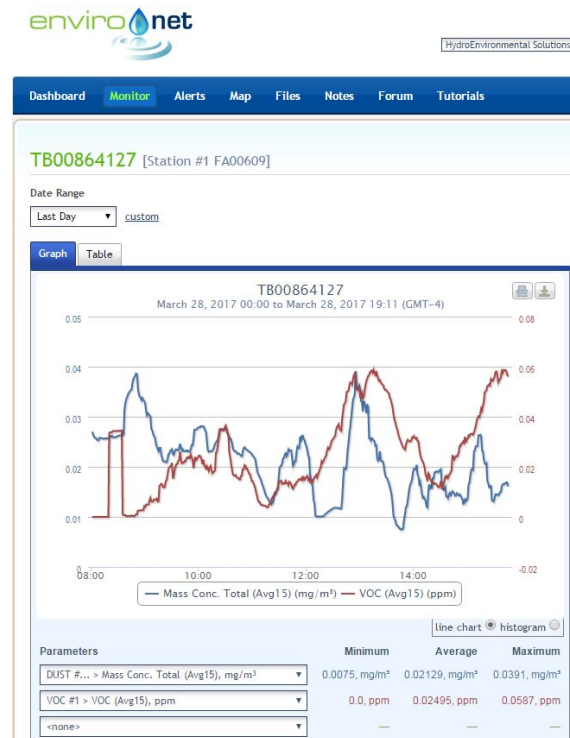 enviro net
HydroEnvironmental Solutions
Dashboard Monitor Alerts Map Files Notes Forum Tutorials
TB00864127 [Station #1 FA00609]
Date Range
Last Day custom
Graph Table
TB00864127
March 28, 2017 00:00 to March 28, 2017 19:11 (GMT-4)
0.05 0.08
0.04 0.06
0.03 0.04
0.02 0.02
0.01 0
0 -0.02
08:00 10:00 12:00 14:00
Mass Conc. Total (Avg15) (mg/m³) VOC (Avg15) (ppm)
line chart histogram
Parameters Minimum Average Maximum
DUST #... > Mass Conc. Total (Avg15), mg/m³ 0.0075, mg/m³ 0.02129, mg/m³ 0.0391, mg/m³
VOC #1 > VOC (Avg15), ppm 0.0, ppm 0.02495, ppm 0.0587, ppm
<none> — — —